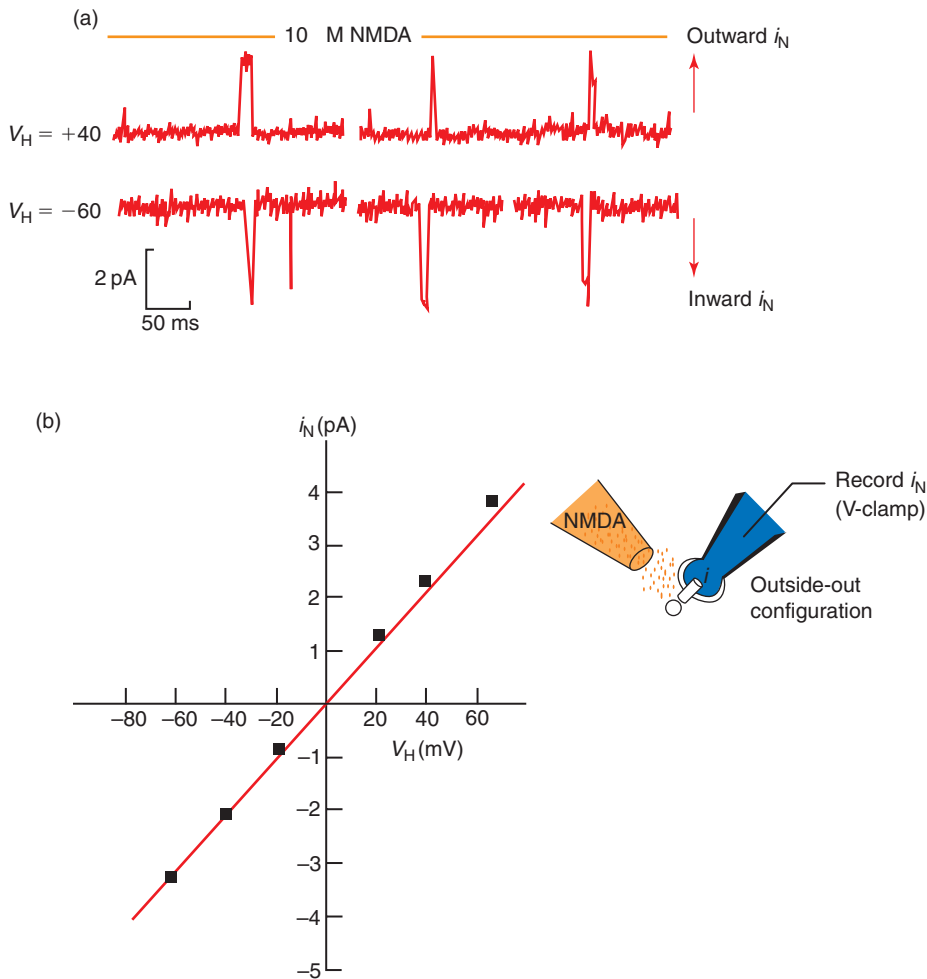 (a)
10 M NMDA
Outward iN
VH = +40
VH = −60
2 pA
50 ms
Inward iN
(b)
iN (pA)
4
3
2
1
−80 −60 −40 −20 20 40 60
VH (mV)
−1
−2
−3
−4
−5
NMDA
i
Record iN
(V-clamp)
Outside-out
configuration